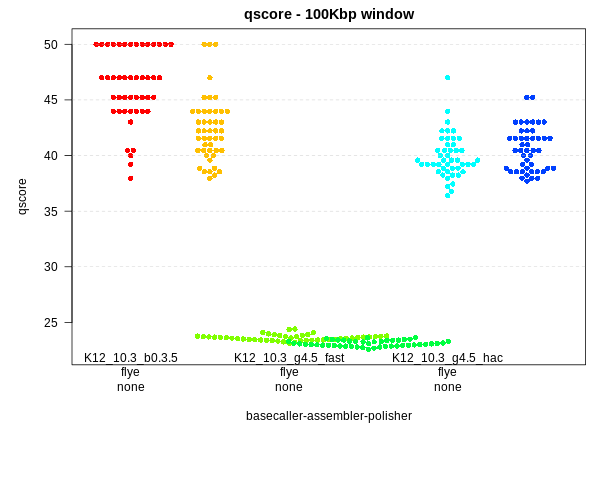 qscore - 100Kbp window
50
45
40
35
30
25
qscore
K12_10.3_b0.3.5 K12_10.3_g4.5_fast K12_10.3_g4.5_hac
flye flye flye
none none none
basecaller-assembler-polisher